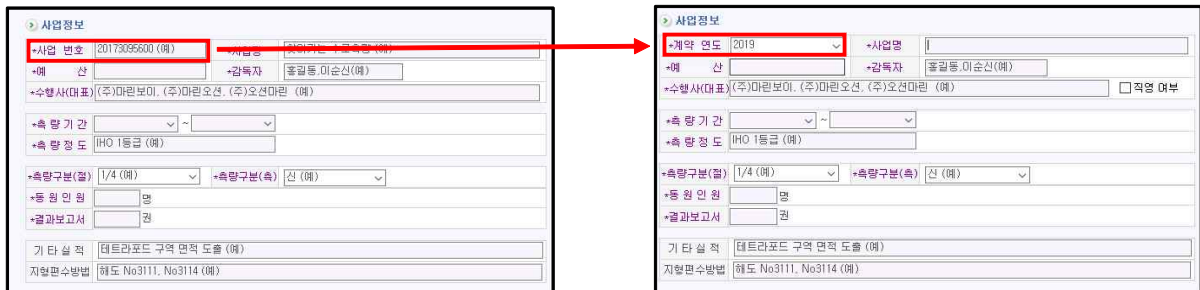 사업정보
*사업 번호 20173095600 (예)
*예 산 *감독자 홍길동,이순신(예)
*수행사(대표) (주)마린보이, (주)마린오션, (주)오션마린 (예)
*측 량 기 간 ~
*측 량 정 도 IHO 1등급 (예)
*측량구분(절) 1/4 (예) *측량구분(측) 신 (예)
*동 원 인 원 명
*결과보고서 권
기 타 실 적 테트라포드 구역 면적 도출 (예)
지형편수방법 해도 No3111, No3114 (예)
사업정보
*계약 연도 2019 *사업명
*예 산 *감독자 홍길동,이순신(예)
*수행사(대표) (주)마린보이, (주)마린오션, (주)오션마린 (예) 직영 여부
*측 량 기 간 ~
*측 량 정 도 IHO 1등급 (예)
*측량구분(절) 1/4 (예) *측량구분(측) 신 (예)
*동 원 인 원 명
*결과보고서 권
기 타 실 적 테트라포드 구역 면적 도출 (예)
지형편수방법 해도 No3111, No3114 (예)